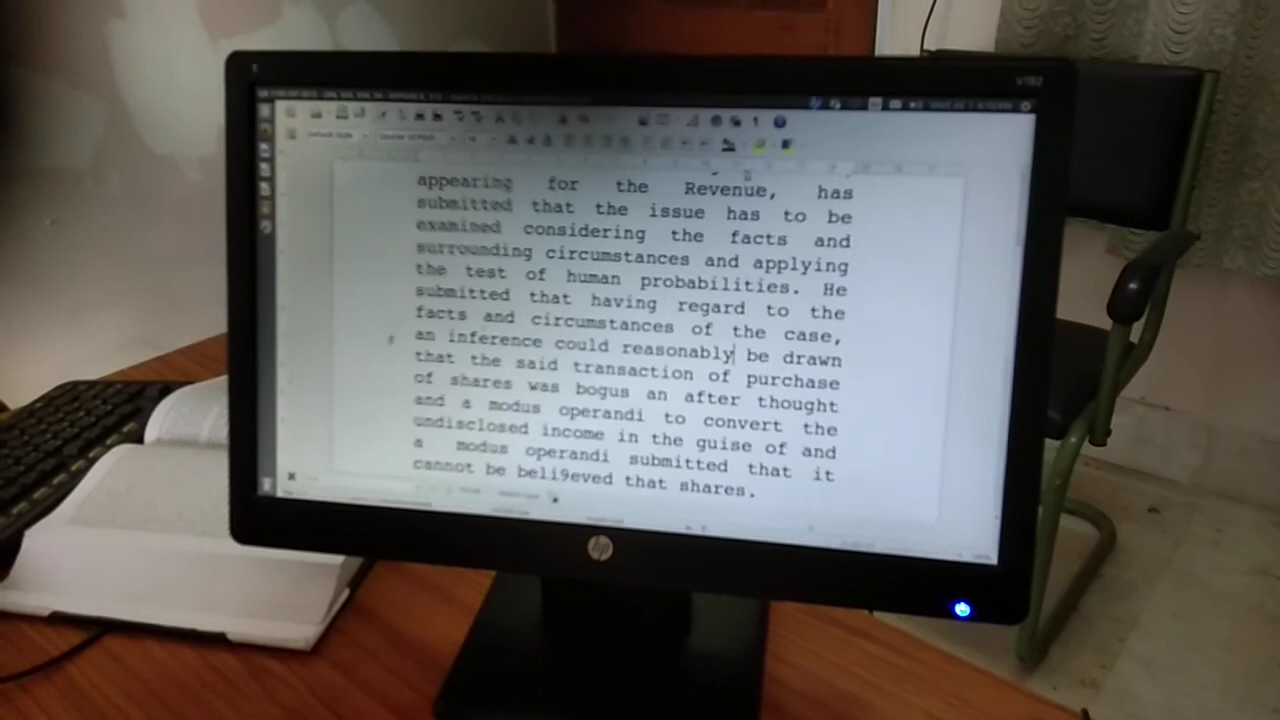 V192
Default Style
appearing for the Revenue, has
submitted that the issue has to be
examined considering the facts and
surrounding circumstances and applying
the test of human probabilities. He
submitted that having regard to the
facts and circumstances of the case,
an inference could reasonably be drawn
that the said transaction of purchase
of shares was bogus an after thought
and a modus operandi to convert the
undisclosed income in the guise of and
a modus operandi submitted that it
cannot be beli9eved that shares.
hp